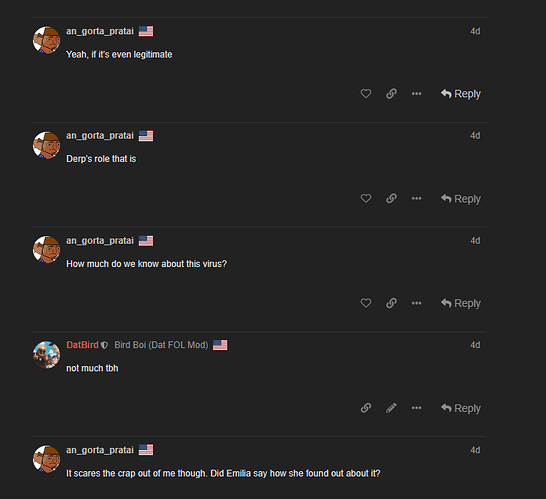 an_gorta_pratai 4d
Yeah, if it's even legitimate
Reply
an_gorta_pratai 4d
Derp's role that is
Reply
an_gorta_pratai 4d
How much do we know about this virus?
Reply
DatBird Bird Boi (Dat FOL Mod) 4d
not much tbh
Reply
an_gorta_pratai 4d
It scares the crap out of me though. Did Emilia say how she found out about it?